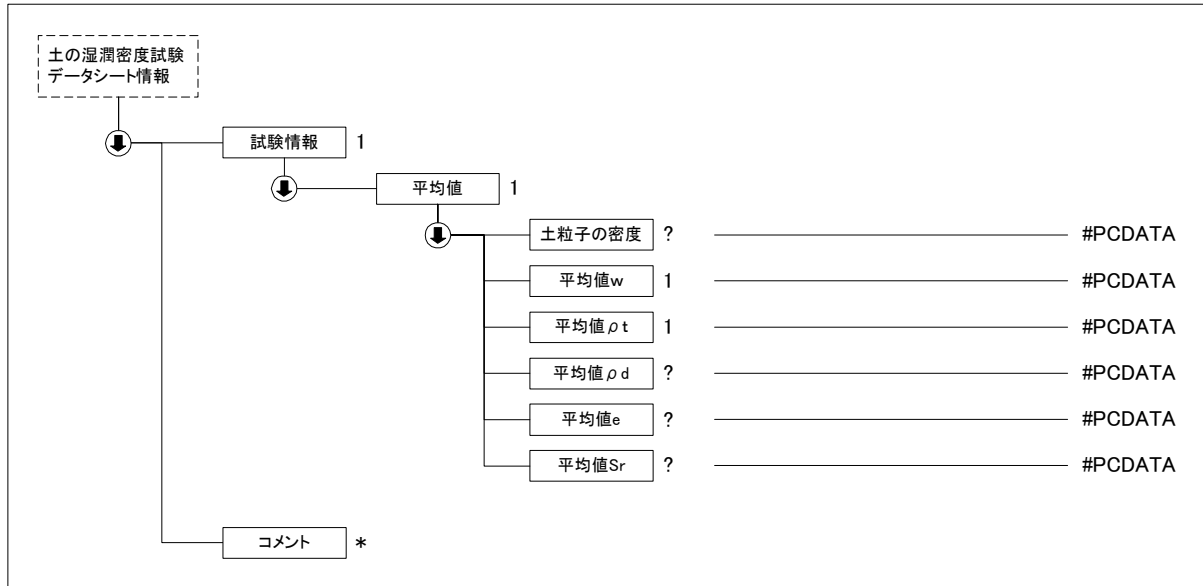 土の湿潤密度試験
データシート情報
試験情報 1
平均値 1
土粒子の密度 ? #PCDATA
平均値w 1 #PCDATA
平均値ρt 1 #PCDATA
平均値ρd ? #PCDATA
平均値e ? #PCDATA
平均値Sr ? #PCDATA
コメント *